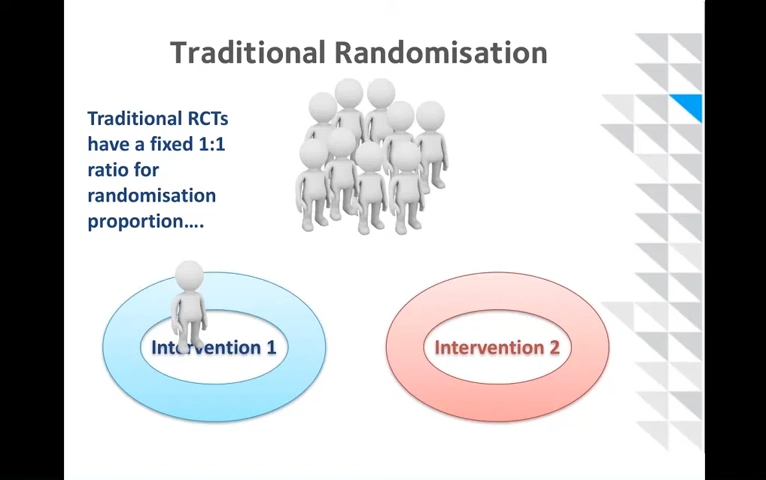 Traditional Randomisation
Traditional RCTs
have a fixed 1:1
ratio for
randomisation
proportion....
Intervention 1
Intervention 2